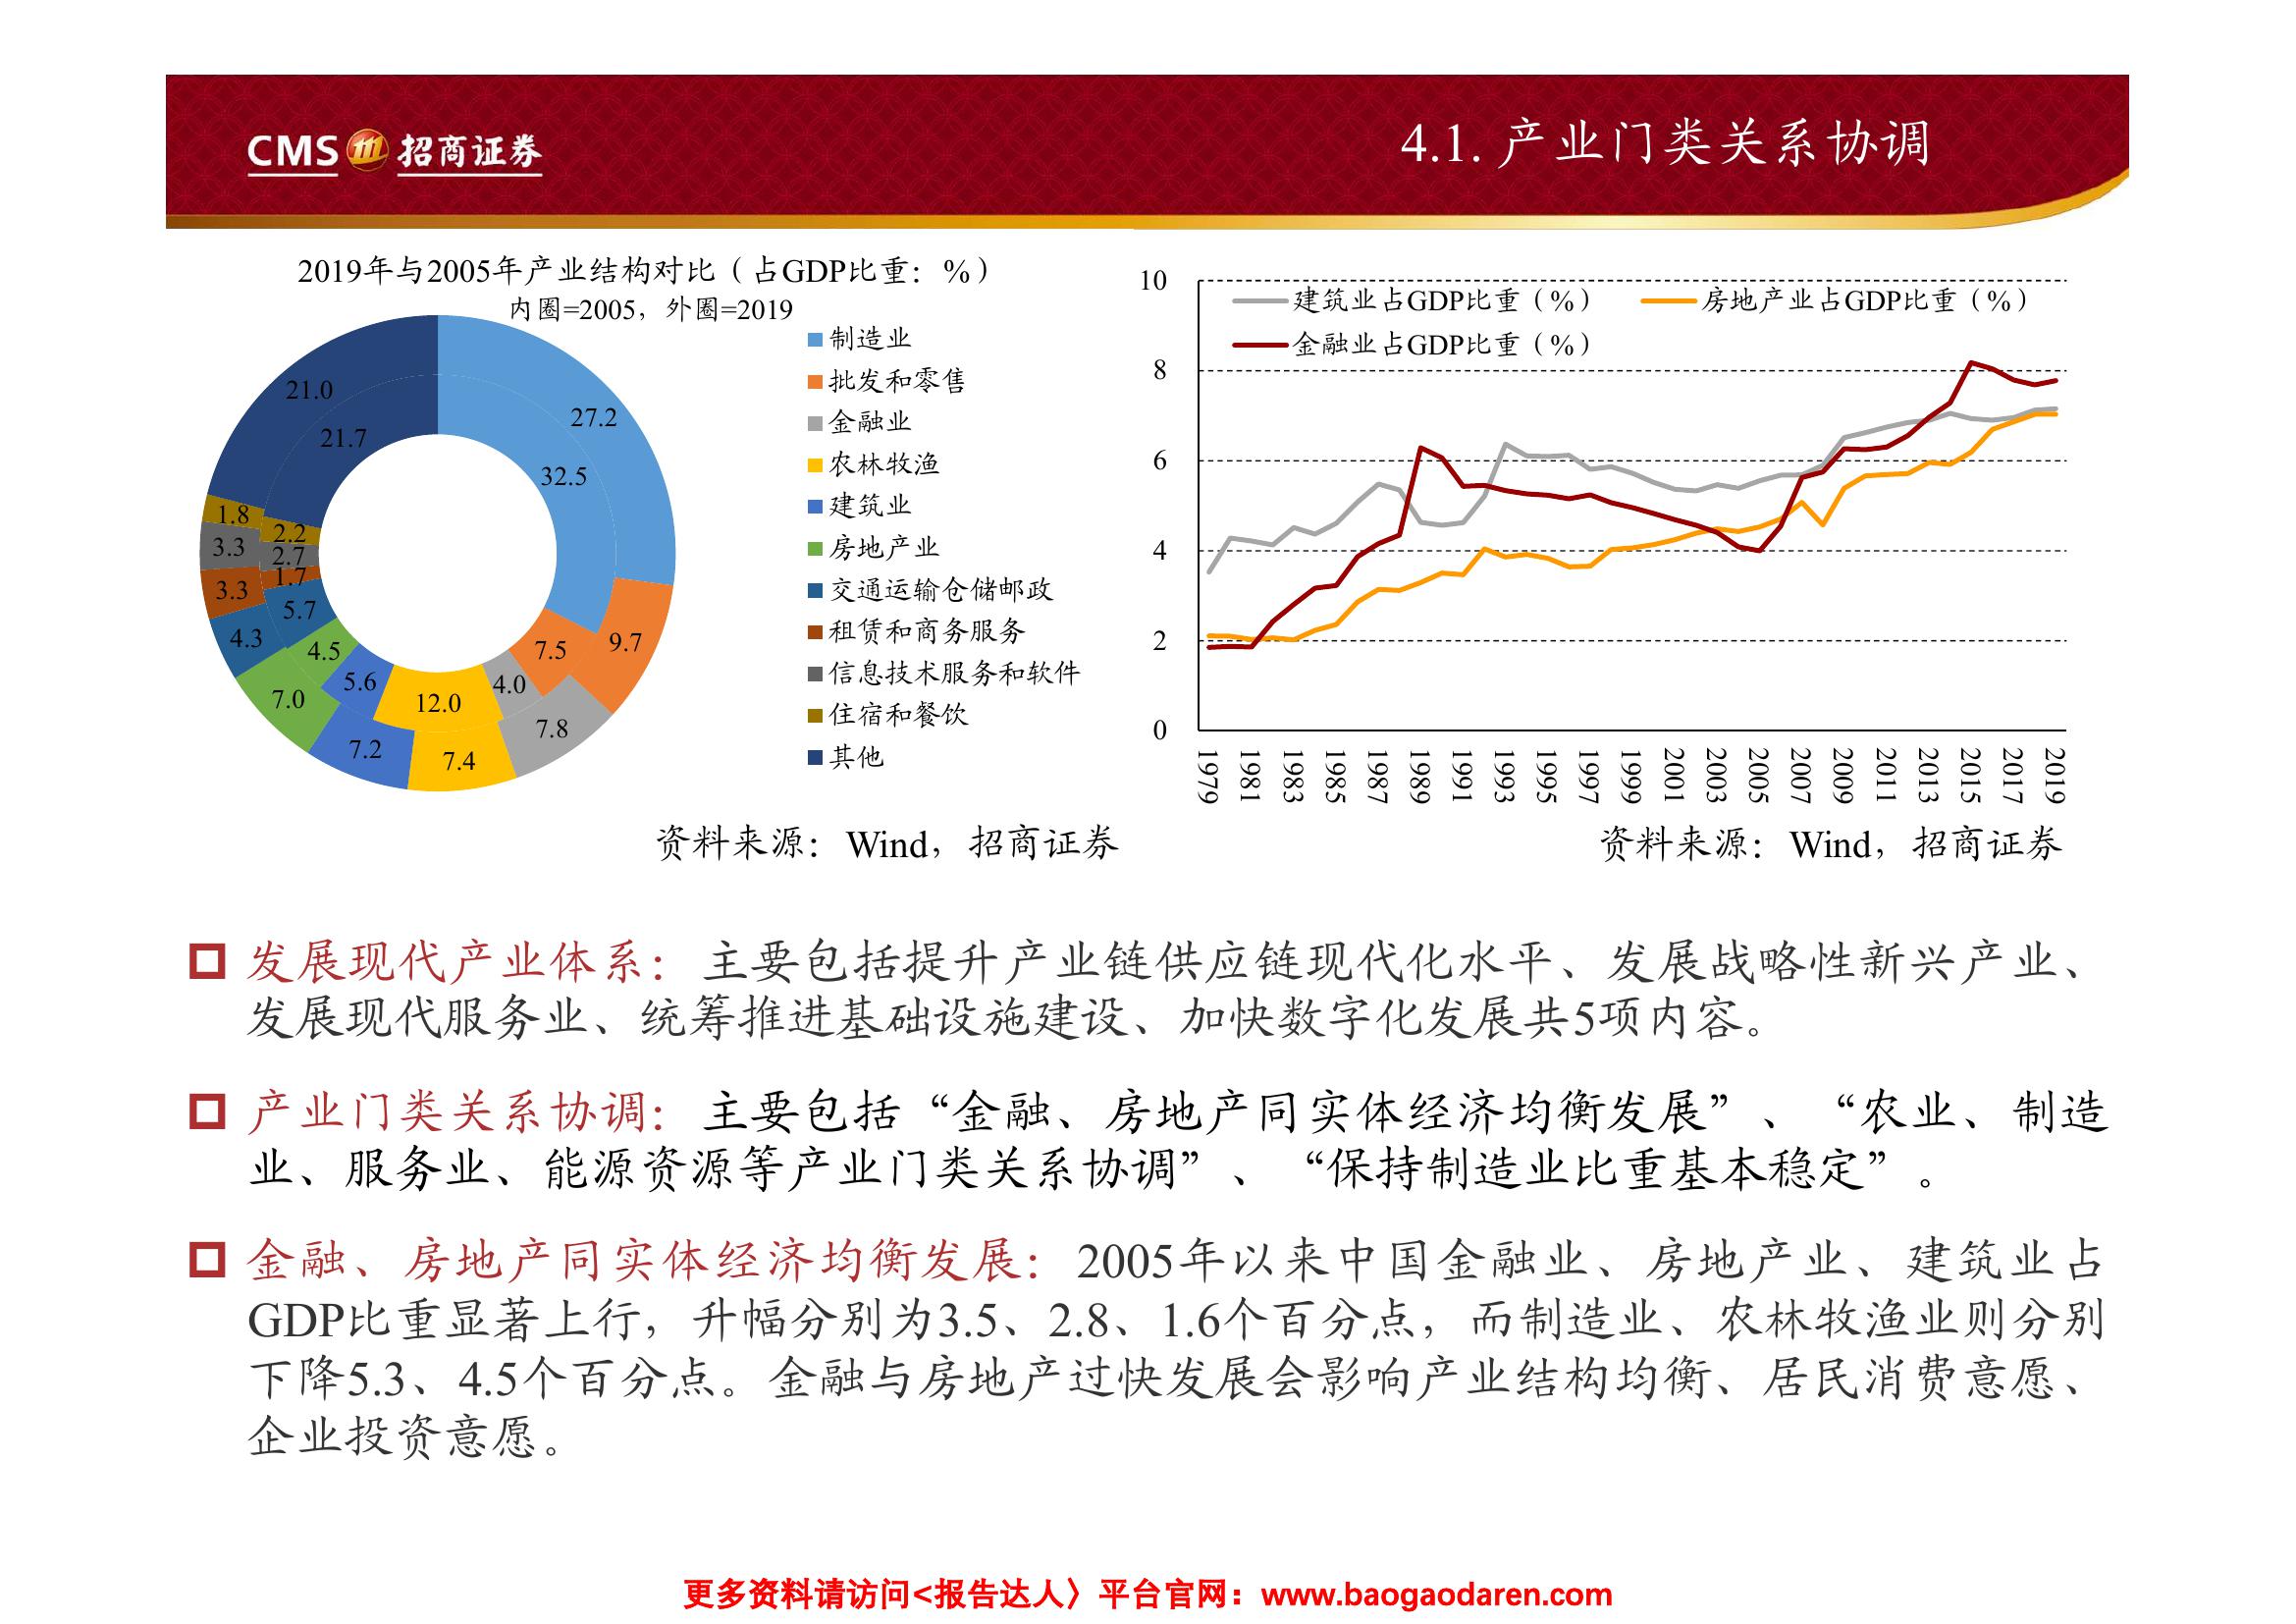 CMS 招商证券
4.1. 产业门类关系协调
2019年与2005年产业结构对比（占GDP比重：%）
内圈=2005，外圈=2019
27.2
9.7
7.8
7.4
7.2
7.0
4.3
3.3
3.3
1.8
21.0
32.5
7.5
4.0
12.0
5.6
4.5
5.7
1.7
2.7
2.2
21.7
制造业
批发和零售
金融业
农林牧渔
建筑业
房地产业
交通运输仓储邮政
租赁和商务服务
信息技术服务和软件
住宿和餐饮
其他
资料来源：Wind，招商证券
建筑业占GDP比重（%）
房地产业占GDP比重（%）
金融业占GDP比重（%）
10
8
6
4
2
0
1979
1981
1983
1985
1987
1989
1991
1993
1995
1997
1999
2001
2003
2005
2007
2009
2011
2013
2015
2017
2019
资料来源：Wind，招商证券
发展现代产业体系：主要包括提升产业链供应链现代化水平、发展战略性新兴产业、
发展现代服务业、统筹推进基础设施建设、加快数字化发展共5项内容。
产业门类关系协调：主要包括“金融、房地产同实体经济均衡发展”、“农业、制造
业、服务业、能源资源等产业门类关系协调”、“保持制造业比重基本稳定”。
金融、房地产同实体经济均衡发展：2005年以来中国金融业、房地产业、建筑业占
GDP比重显著上行，升幅分别为3.5、2.8、1.6个百分点，而制造业、农林牧渔业则分别
下降5.3、4.5个百分点。金融与房地产过快发展会影响产业结构均衡、居民消费意愿、
企业投资意愿。
更多资料请访问<报告达人〉平台官网：www.baogaodaren.com